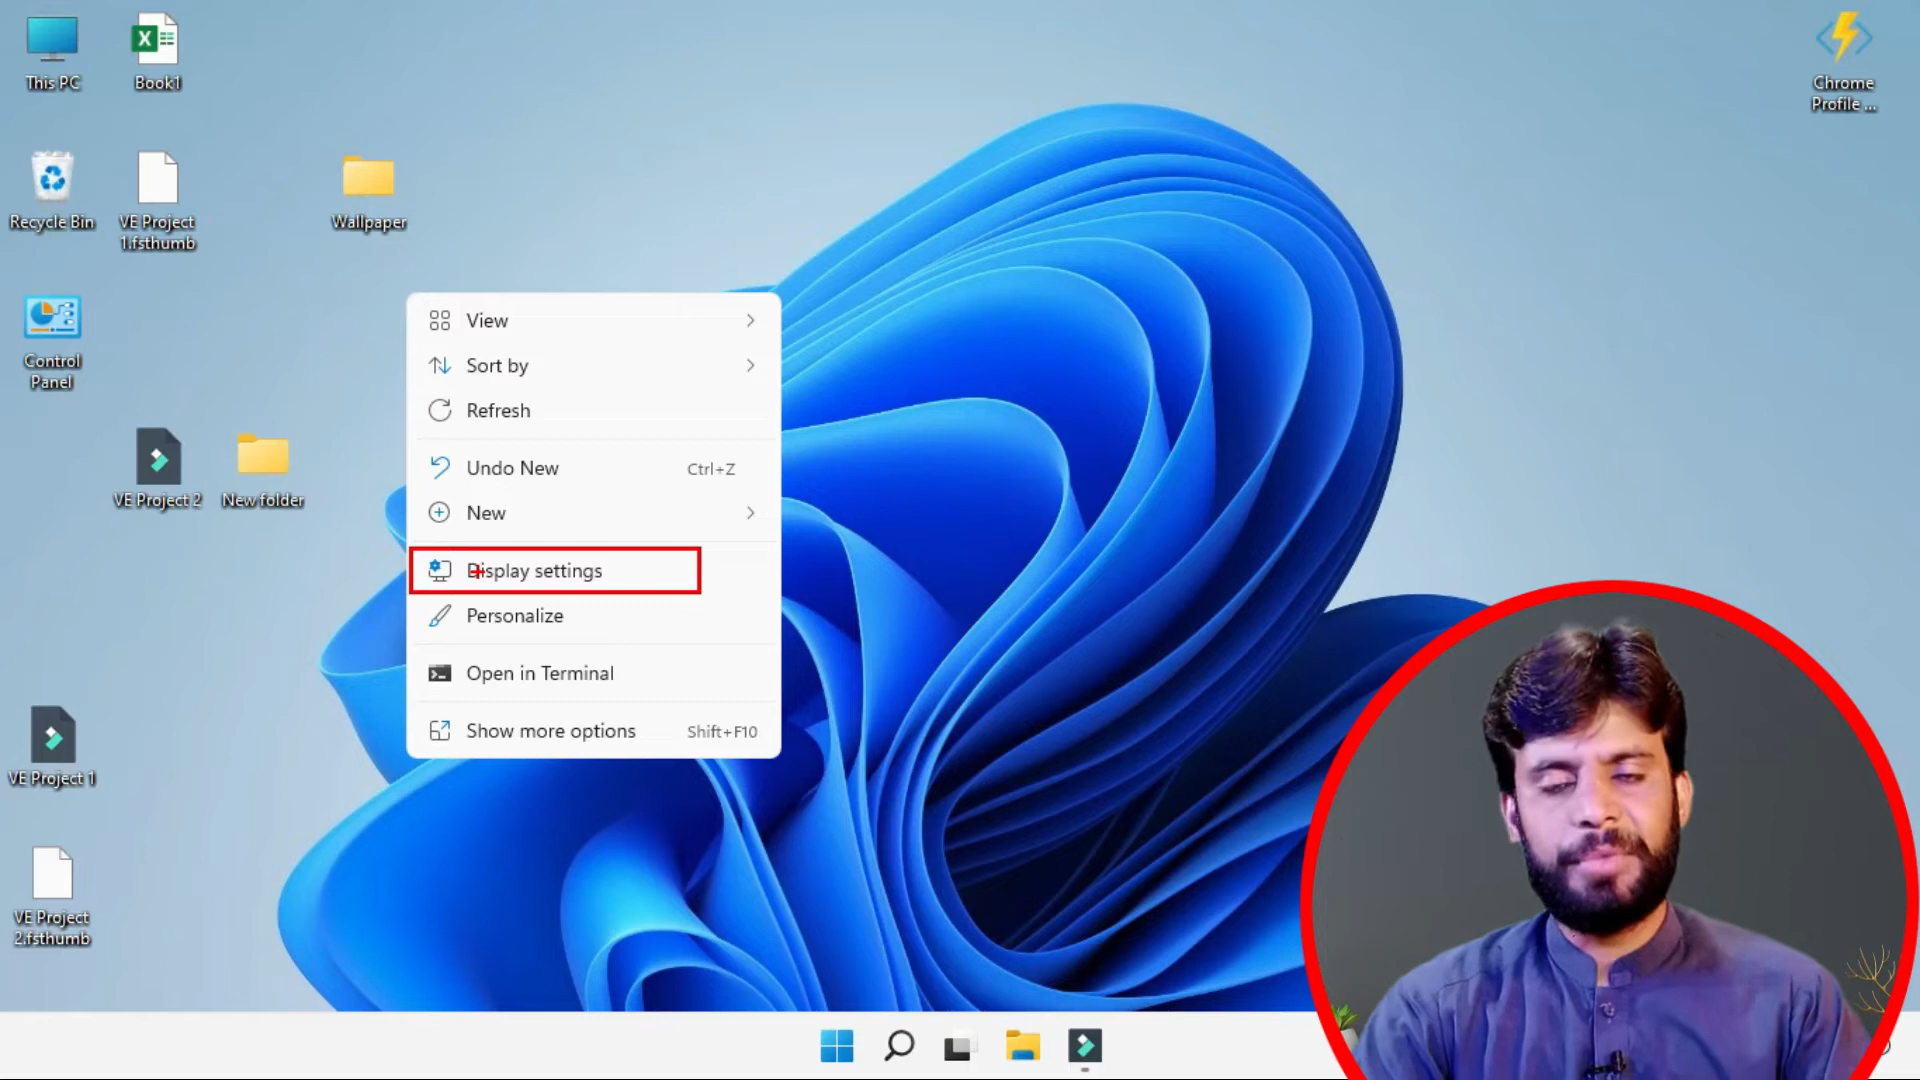 This PC
Book1
Chrome
Profile ...
Recycle Bin
VE Project
1.fsthumb
Wallpaper
Control
Panel
VE Project 2
New folder
VE Project 1
VE Project
2.fsthumb
View
Sort by
Refresh
Undo New Ctrl+Z
New
Display settings
Personalize
Open in Terminal
Show more options Shift+F10